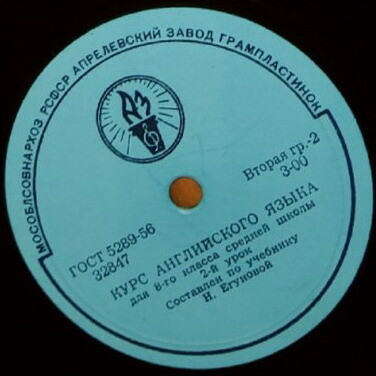 МОСОБЛСОВНАРХОЗ РСФСР АПРЕЛЕВСКИЙ ЗАВОД ГРАМПЛАСТИНОК
АЗ
ГОСТ 5289-56
32847
Вторая гр.-2
3-00
КУРС АНГЛИЙСКОГО ЯЗЫКА
для 8-го класса средней школы
2-й урок
Составлен по учебнику
Н. Егуновой